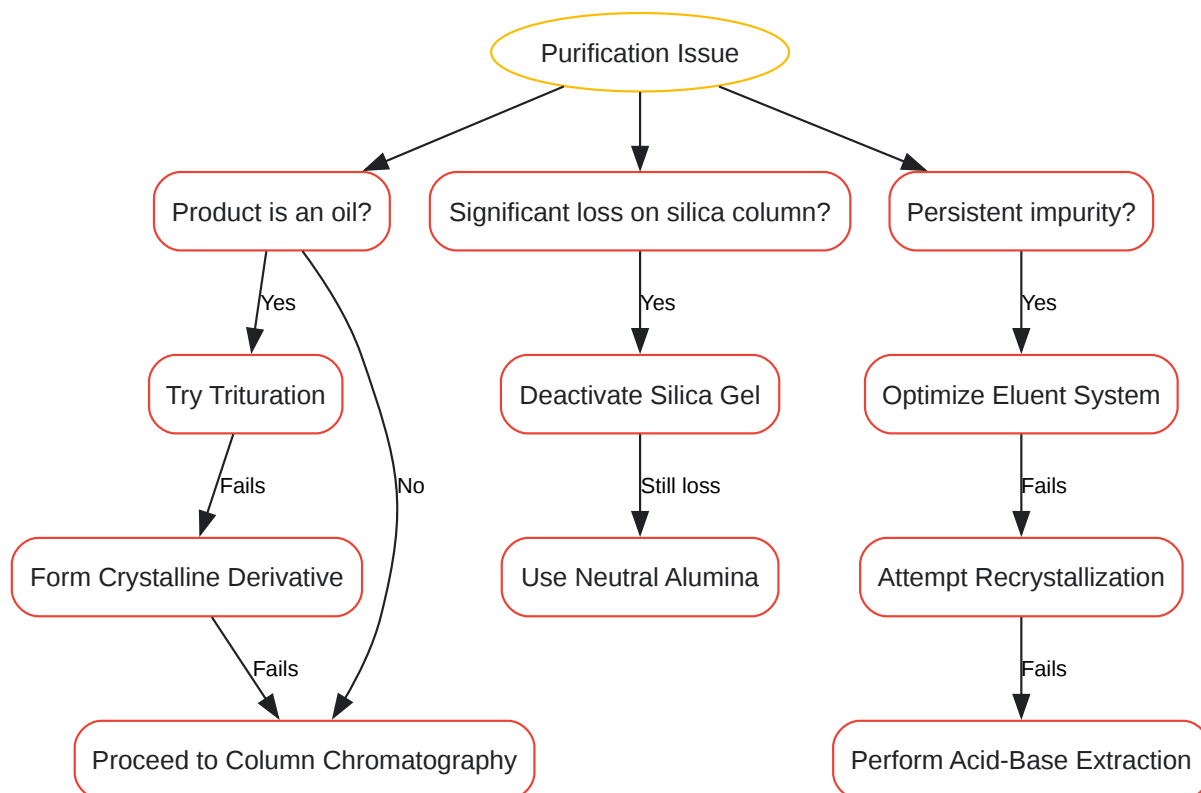 Purification Issue
Product is an oil?
Significant loss on silica column?
Persistent impurity?
Yes
Yes
Yes
Try Trituration
Deactivate Silica Gel
Optimize Eluent System
Fails
No
Still loss
Fails
Form Crystalline Derivative
Use Neutral Alumina
Attempt Recrystallization
Fails
Fails
Proceed to Column Chromatography
Perform Acid-Base Extraction